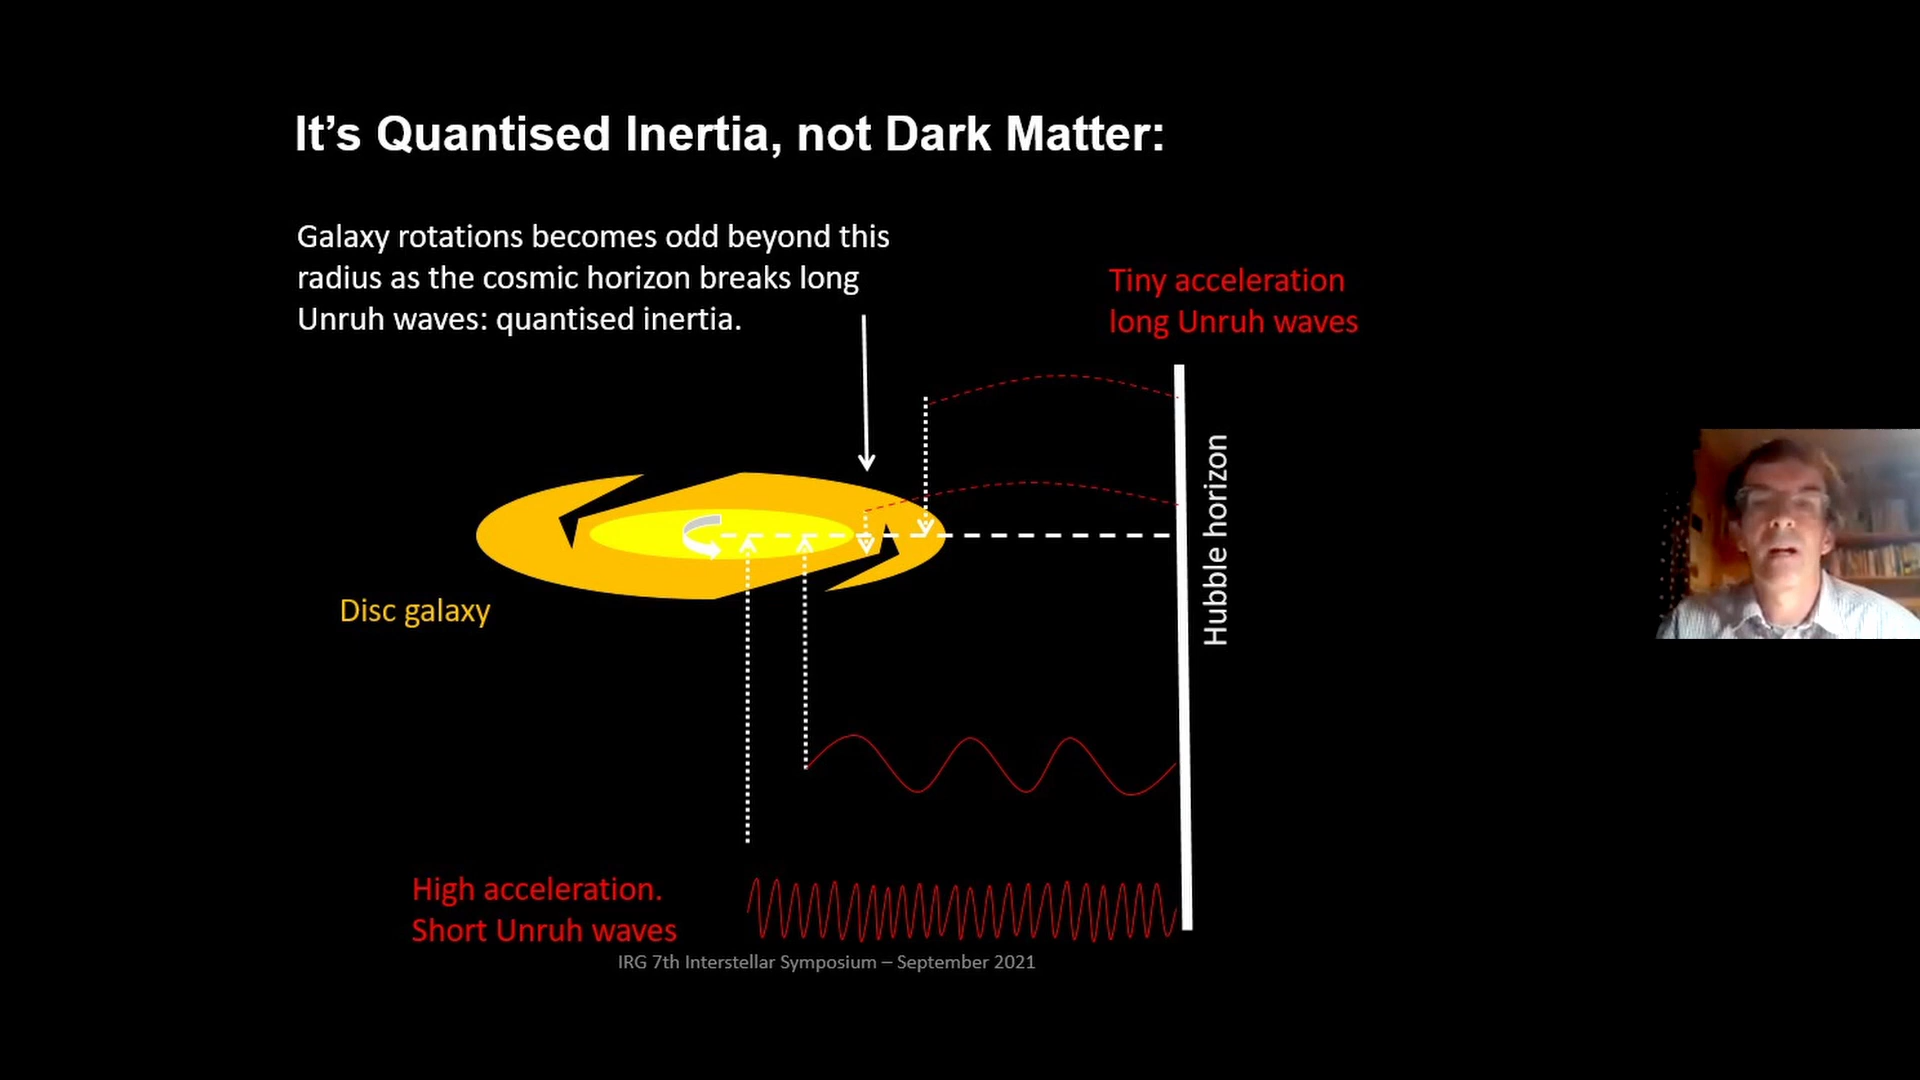 It’s Quantised Inertia, not Dark Matter:
Galaxy rotations becomes odd beyond this
radius as the cosmic horizon breaks long
Unruh waves: quantised inertia.
Tiny acceleration
long Unruh waves
Hubble horizon
Disc galaxy
High acceleration.
Short Unruh waves
IRG 7th Interstellar Symposium – September 2021